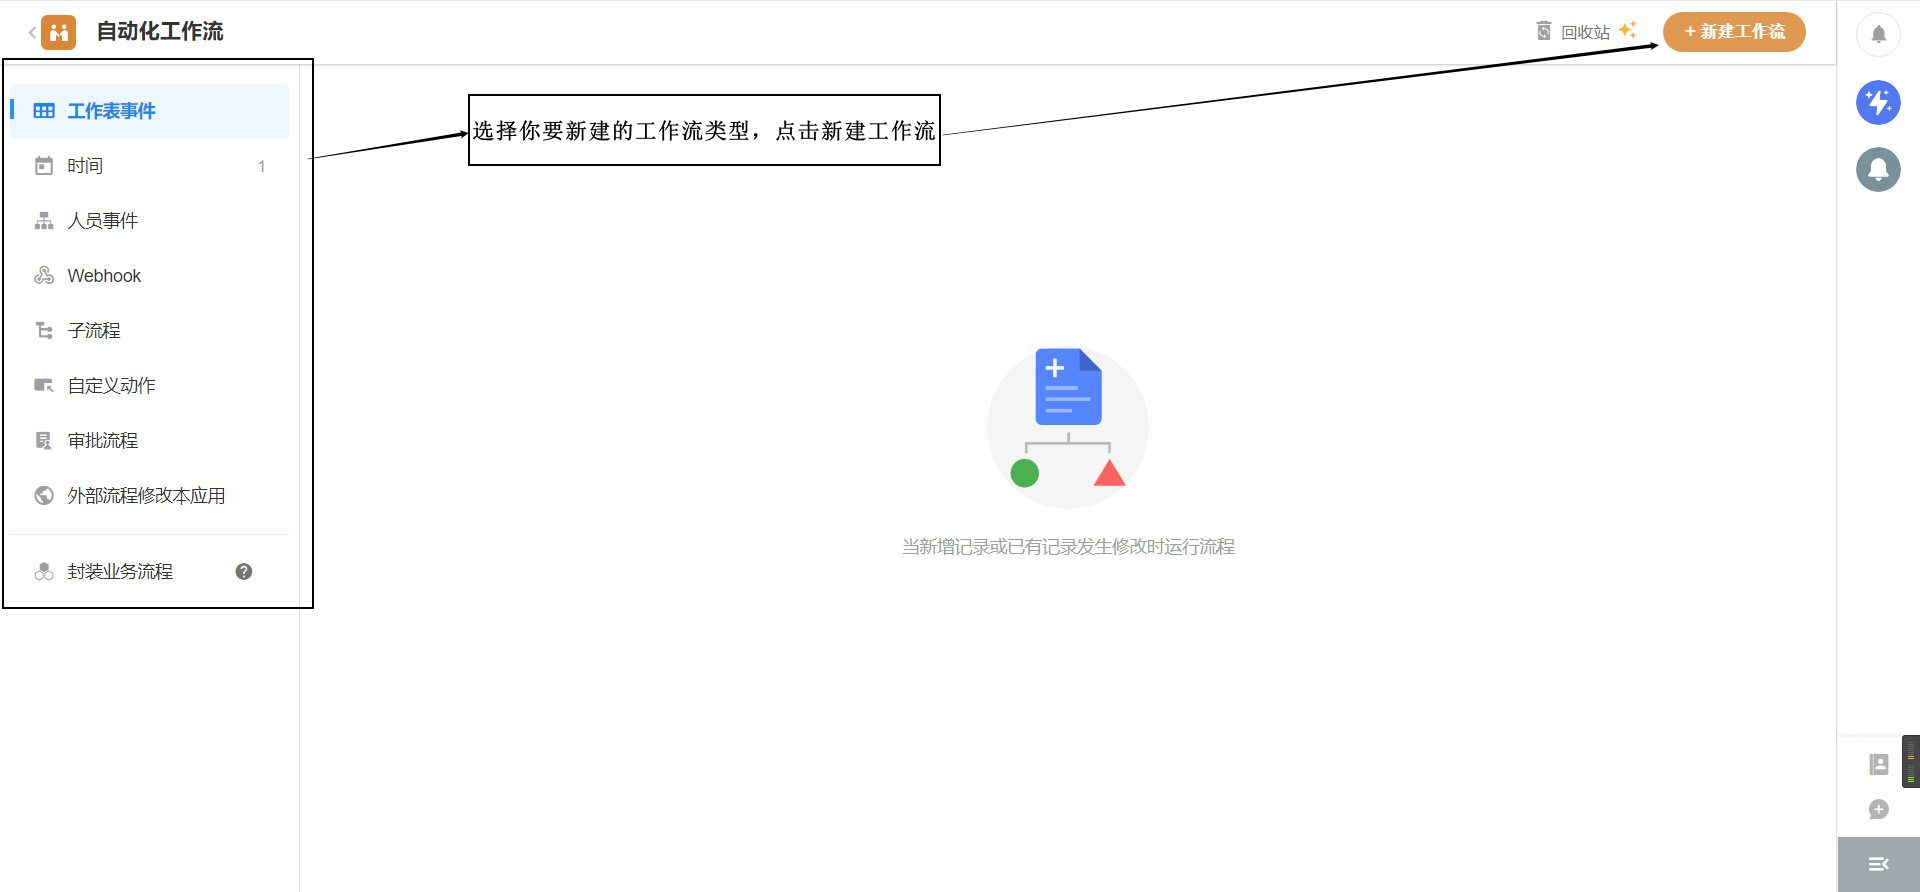 自动化工作流
回收站
+ 新建工作流
工作表事件
时间 1
人员事件
Webhook
子流程
自定义动作
审批流程
外部流程修改本应用
封装业务流程 ?
选择你要新建的工作流类型，点击新建工作流
当新增记录或已有记录发生修改时运行流程